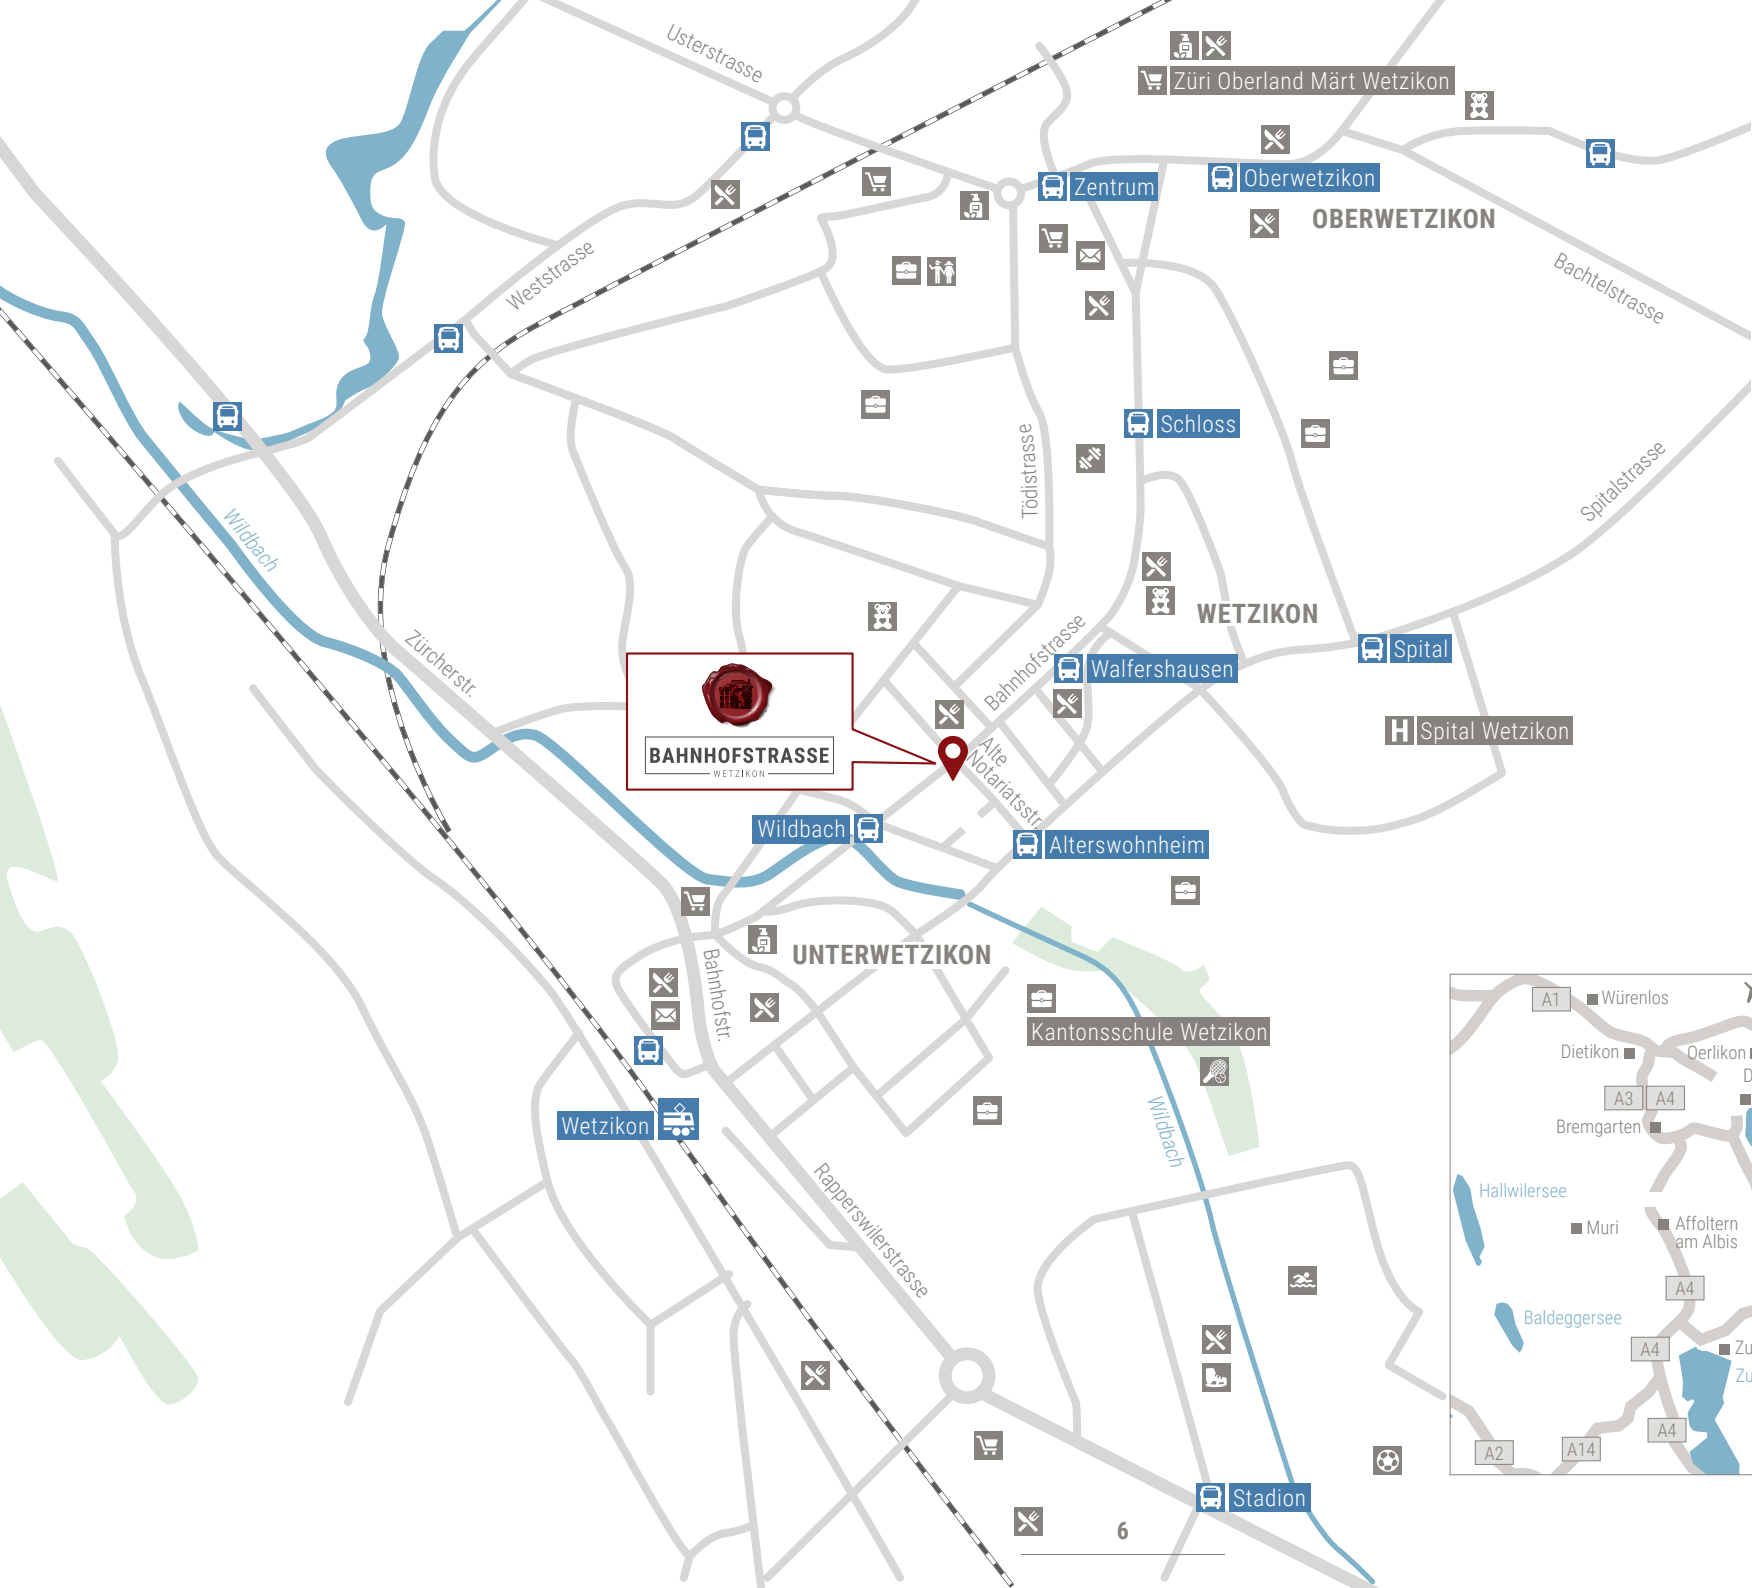 Usterstrasse
Züri Oberland Märt Wetzikon
Zentrum
Oberwetzikon
OBERWETZIKON
Weststrasse
Bachtelstrasse
Schloss
Tödistrasse
Spitalstrasse
Wildbach
WETZIKON
Zürcherstr.
Bahnhofstrasse
Spital
Walfershausen
BAHNHOFSTRASSE
WETZIKON
H Spital Wetzikon
Alte
Notariatsstr.
Wildbach
Alterswohnheim
UNTERWETZIKON
Bahnhofstr.
Kantonsschule Wetzikon
Wetzikon
Wildbach
Rapperswilerstrasse
Stadion
6
A1
Würenlos
Dietikon
Oerlikon
D
A3
A4
Bremgarten
Hallwilersee
Muri
Affoltern
am Albis
A4
Baldeggersee
A4
Zu
Zu
A4
A2
A14